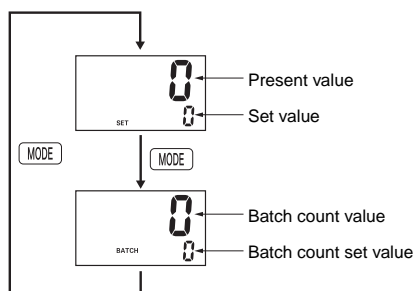 0
Present value
SET
0
Set value
MODE
MODE
0
Batch count value
BATCH
0
Batch count set value